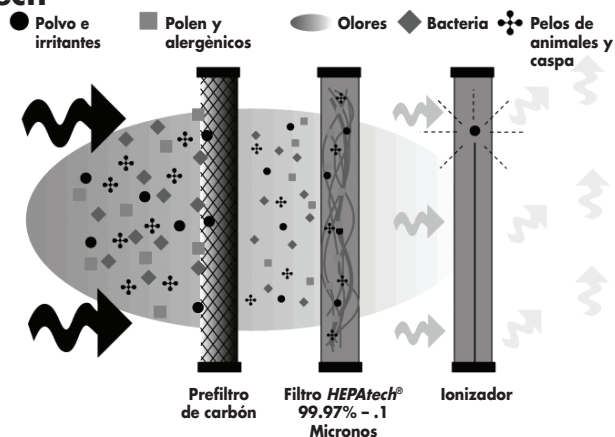 Polvo e
irritantes
Polen y
alergènicos
Olores
Bacteria
Pelos de
animales y
caspa
Prefiltro
de carbón
Filtro HEPAtech®
99.97% – .1
Micronos
Ionizador